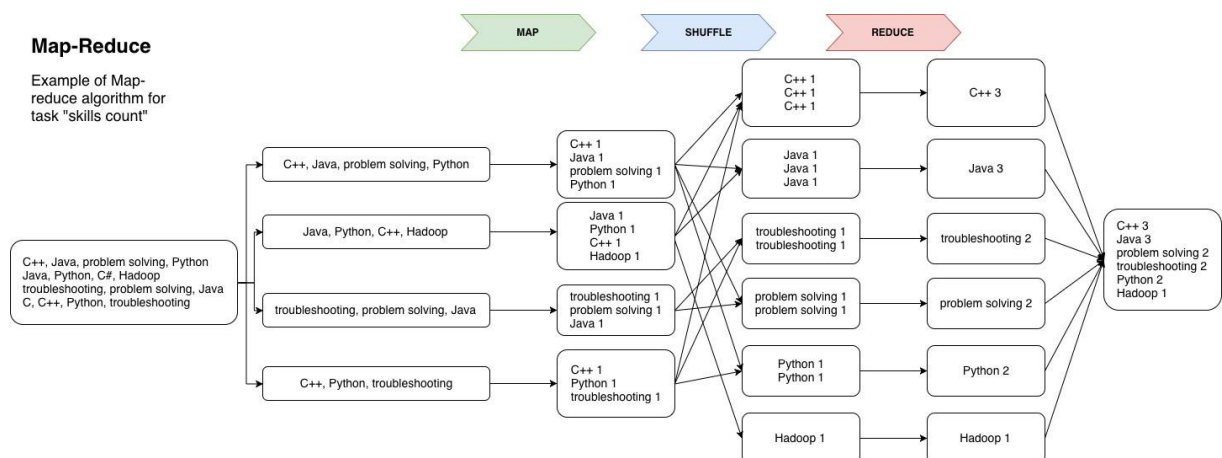 Map-Reduce
Example of Map-
reduce algorithm for
task "skills count"
MAP
SHUFFLE
REDUCE
C++, Java, problem solving, Python
Java, Python, C#, Hadoop
troubleshooting, problem solving, Java
C, C++, Python, troubleshooting
C++, Java, problem solving, Python
Java, Python, C++, Hadoop
troubleshooting, problem solving, Java
C++, Python, troubleshooting
C++ 1
Java 1
problem solving 1
Python 1
Java 1
Python 1
C++ 1
Hadoop 1
troubleshooting 1
problem solving 1
Java 1
C++ 1
Python 1
troubleshooting 1
C++ 1
C++ 1
C++ 1
Java 1
Java 1
Java 1
troubleshooting 1
troubleshooting 1
problem solving 1
problem solving 1
Python 1
Python 1
Hadoop 1
C++ 3
Java 3
troubleshooting 2
problem solving 2
Python 2
Hadoop 1
C++ 3
Java 3
problem solving 2
troubleshooting 2
Python 2
Hadoop 1